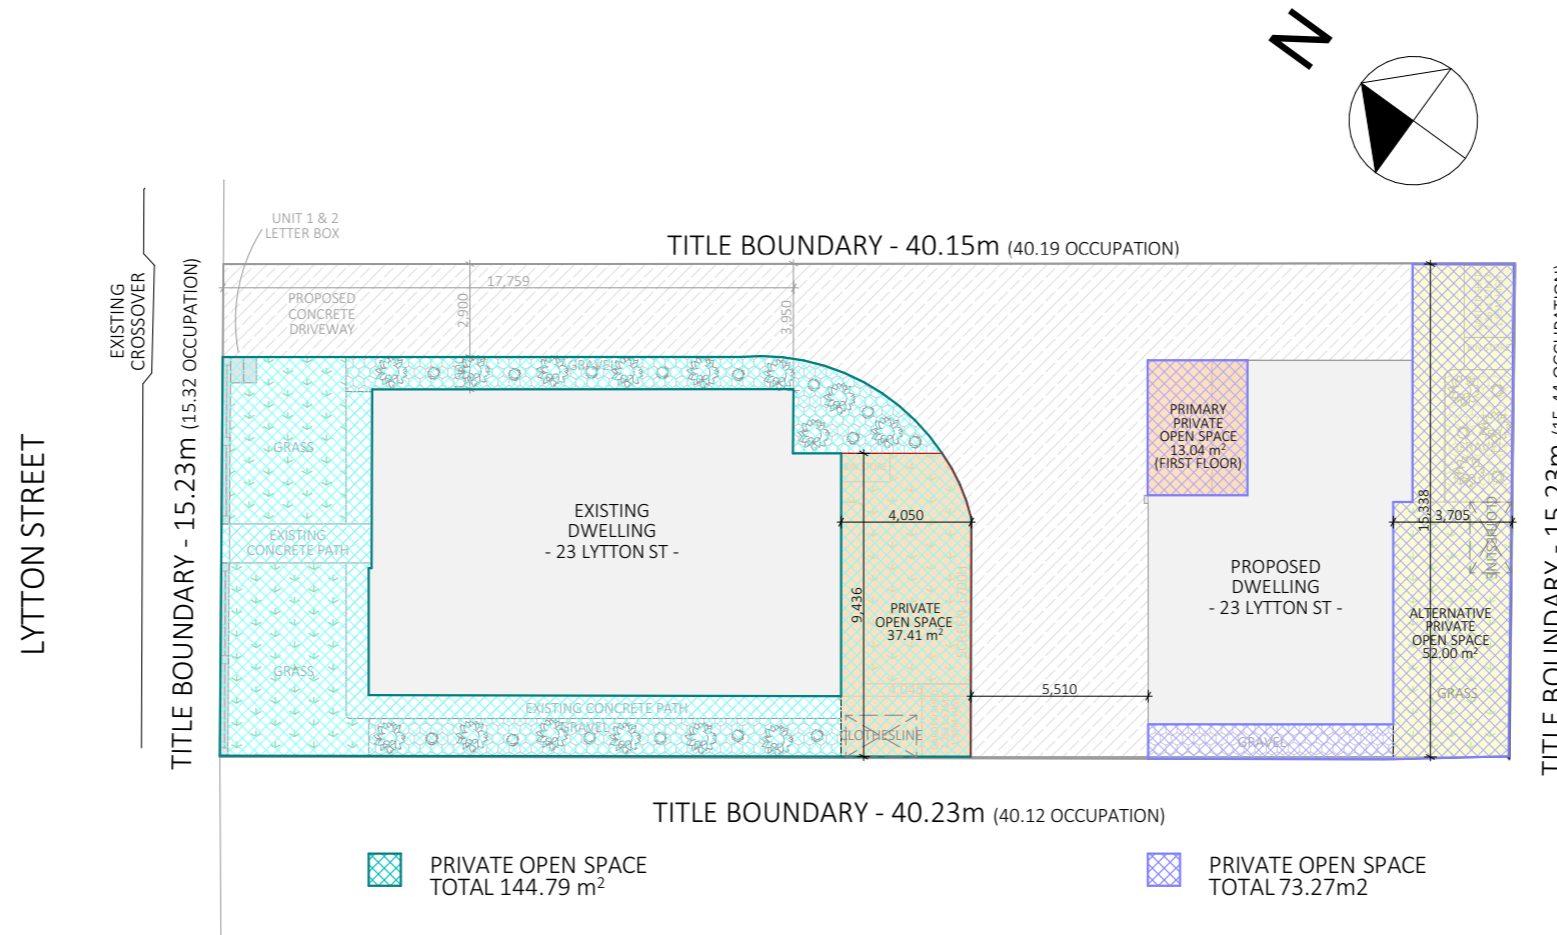 N
UNIT 1 & 2
LETTER BOX
TITLE BOUNDARY - 40.15m (40.19 OCCUPATION)
EXISTING
CROSSOVER
17,759
PROPOSED
CONCRETE
DRIVEWAY
2,900
3,950
GRAVEL
LYTTON STREET
TITLE BOUNDARY - 15.23m (15.32 OCCUPATION)
GRASS
EXISTING
CONCRETE PATH
GRASS
EXISTING
DWELLING
- 23 LYTTON ST -
4,050
9,436
PRIVATE
OPEN SPACE
37.41 m²
EXISTING CONCRETE PATH
GRAVEL
CLOTHESLINE
5,510
PRIMARY
PRIVATE
OPEN SPACE
13.04 m²
(FIRST FLOOR)
PROPOSED
DWELLING
- 23 LYTTON ST -
15,338
3,705
CLOTHESLINE
ALTERNATIVE
PRIVATE
OPEN SPACE
52.00 m²
GRASS
GRAVEL
TITLE BOUNDARY - 15.23m (15.44 OCCUPATION)
TITLE BOUNDARY - 40.23m (40.12 OCCUPATION)
PRIVATE OPEN SPACE
TOTAL 144.79 m²
PRIVATE OPEN SPACE
TOTAL 73.27m2